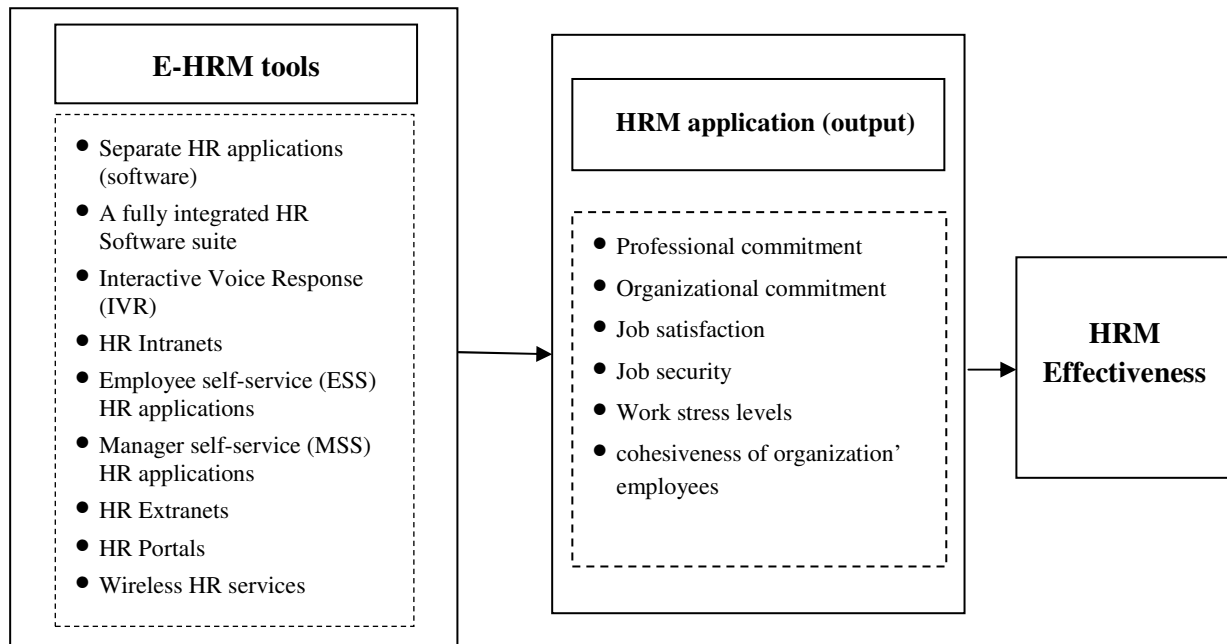 E-HRM tools
● Separate HR applications
(software)
● A fully integrated HR
Software suite
● Interactive Voice Response
(IVR)
● HR Intranets
● Employee self-service (ESS)
HR applications
● Manager self-service (MSS)
HR applications
● HR Extranets
● HR Portals
● Wireless HR services
HRM application (output)
● Professional commitment
● Organizational commitment
● Job satisfaction
● Job security
● Work stress levels
● cohesiveness of organization’
employees
HRM
Effectiveness